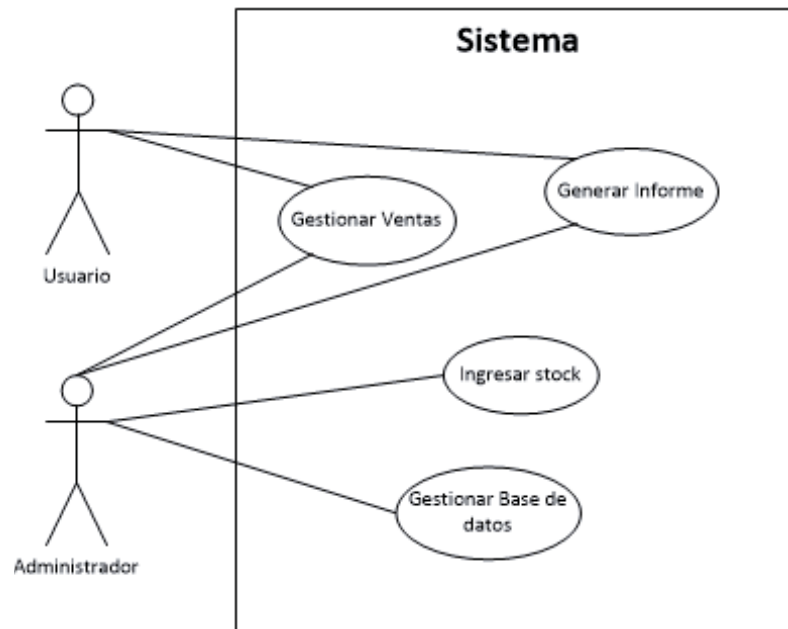 Sistema
Generar Informe
Gestionar Ventas
Usuario
Ingresar stock
Gestionar Base de
datos
Administrador